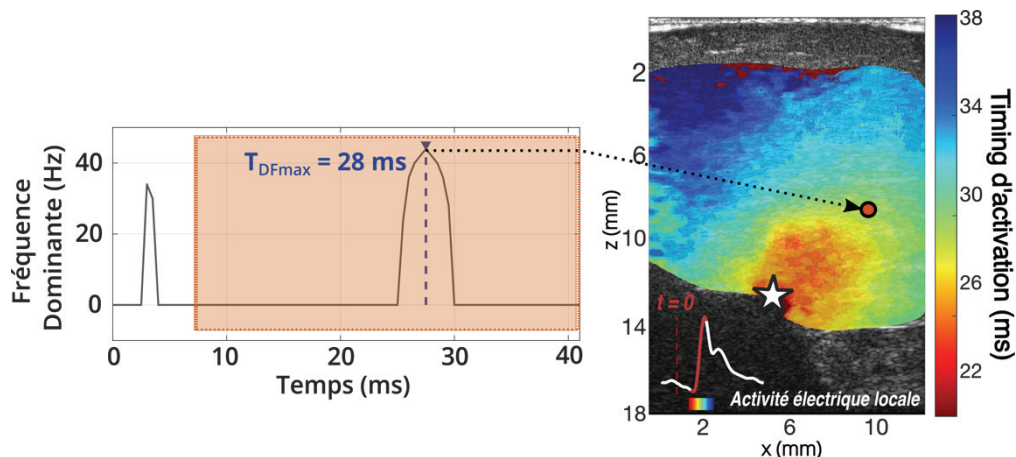 Fréquence
Dominante (Hz)
40
20
0
T_DFmax = 28 ms
0
10
20
30
40
Temps (ms)
2
6
10
14
18
z (mm)
t = 0
Activité électrique locale
2
6
10
x (mm)
38
34
30
26
22
Timing d'activation (ms)